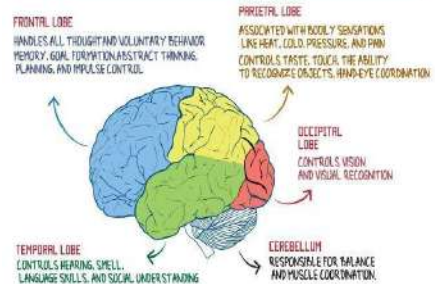 FRONTAL LOBE
HANDLES ALL THOUGHT AND VOLUNTARY BEHAVIOR
MEMORY, GOAL FORMATION, ABSTRACT THINKING,
PLANNING, AND IMPULSE CONTROL
PARIETAL LOBE
ASSOCIATED WITH BODILY SENSATIONS
LIKE HEAT, COLD, PRESSURE, AND PAIN
CONTROLS TASTE, TOUCH, THE ABILITY
TO RECOGNIZE OBJECTS, HAND-EYE COORDINATION
OCCIPITAL
LOBE
CONTROLS VISION
AND VISUAL RECOGNITION
TEMPORAL LOBE
CONTROLS HEARING, SMELL,
LANGUAGE SKILLS, AND SOCIAL UNDERSTANDING
CEREBELLUM
RESPONSIBLE FOR BALANCE
AND MUSCLE COORDINATION.